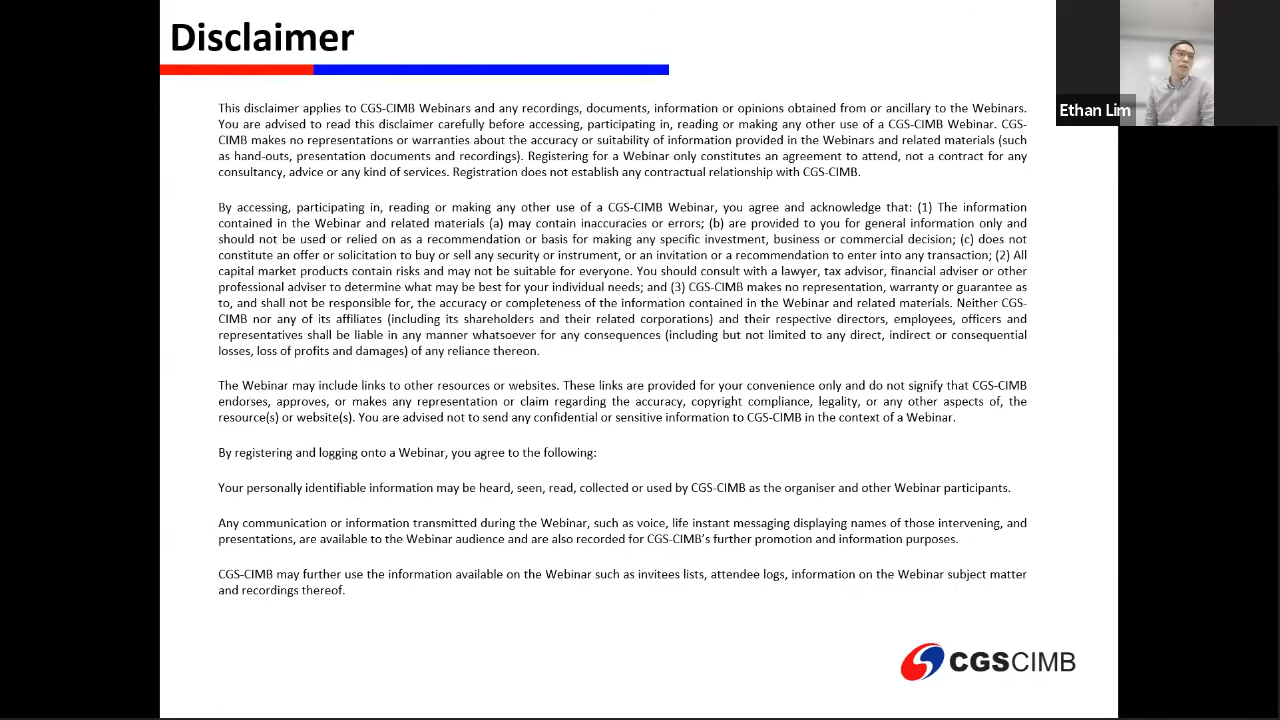 Disclaimer
Ethan Lim
This disclaimer applies to CGS-CIMB Webinars and any recordings, documents, information or opinions obtained from or ancillary to the Webinars.
You are advised to read this disclaimer carefully before accessing, participating in, reading or making any other use of a CGS-CIMB Webinar. CGS-
CIMB makes no representations or warranties about the accuracy or suitability of information provided in the Webinars and related materials (such
as hand-outs, presentation documents and recordings). Registering for a Webinar only constitutes an agreement to attend, not a contract for any
consultancy, advice or any kind of services. Registration does not establish any contractual relationship with CGS-CIMB.
By accessing, participating in, reading or making any other use of a CGS-CIMB Webinar, you agree and acknowledge that: (1) The information
contained in the Webinar and related materials (a) may contain inaccuracies or errors; (b) are provided to you for general information only and
should not be used or relied on as a recommendation or basis for making any specific investment, business or commercial decision; (c) does not
constitute an offer or solicitation to buy or sell any security or instrument, or an invitation or a recommendation to enter into any transaction; (2) All
capital market products contain risks and may not be suitable for everyone. You should consult with a lawyer, tax advisor, financial adviser or other
professional adviser to determine what may be best for your individual needs; and (3) CGS-CIMB makes no representation, warranty or guarantee as
to, and shall not be responsible for, the accuracy or completeness of the information contained in the Webinar and related materials. Neither CGS-
CIMB nor any of its affiliates (including its shareholders and their related corporations) and their respective directors, employees, officers and
representatives shall be liable in any manner whatsoever for any consequences (including but not limited to any direct, indirect or consequential
losses, loss of profits and damages) of any reliance thereon.
The Webinar may include links to other resources or websites. These links are provided for your convenience only and do not signify that CGS-CIMB
endorses, approves, or makes any representation or claim regarding the accuracy, copyright compliance, legality, or any other aspects of, the
resource(s) or website(s). You are advised not to send any confidential or sensitive information to CGS-CIMB in the context of a Webinar.
By registering and logging onto a Webinar, you agree to the following:
Your personally identifiable information may be heard, seen, read, collected or used by CGS-CIMB as the organiser and other Webinar participants.
Any communication or information transmitted during the Webinar, such as voice, life instant messaging displaying names of those intervening, and
presentations, are available to the Webinar audience and are also recorded for CGS-CIMB's further promotion and information purposes.
CGS-CIMB may further use the information available on the Webinar such as invitees lists, attendee logs, information on the Webinar subject matter
and recordings thereof.
CGSCIMB